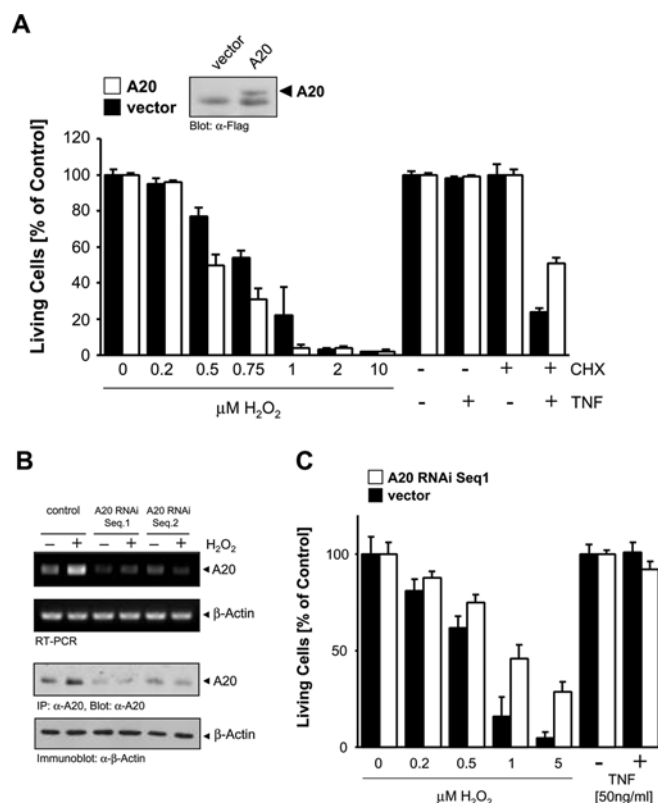 A
vector
A20
A20
vector
A20
Blot: α-Flag
Living Cells [% of Control]
120
100
80
60
40
20
0
0 0.2 0.5 0.75 1 2 10
μM H2O2
- - + + CHX
- + - + TNF
B
control A20 RNAi Seq.1 A20 RNAi Seq.2
− + − + − + H2O2
A20
β-Actin
RT-PCR
A20
IP: α-A20, Blot: α-A20
β-Actin
Immunoblot: α-β-Actin
C
A20 RNAi Seq1
vector
Living Cells [% of Control]
100
50
0
0 0.2 0.5 1 5
μM H2O2
- +
TNF
[50ng/ml]